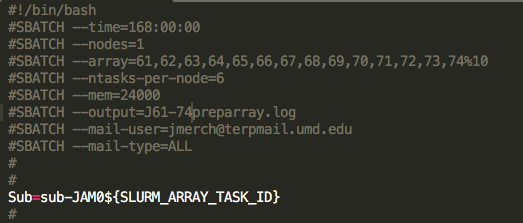 #!/bin/bash
#SBATCH --time=168:00:00
#SBATCH --nodes=1
#SBATCH --array=61,62,63,64,65,66,67,68,69,70,71,72,73,74%10
#SBATCH --ntasks-per-node=6
#SBATCH --mem=24000
#SBATCH --output=J61-74preparray.log
#SBATCH --mail-user=jmerch@terpmail.umd.edu
#SBATCH --mail-type=ALL
#
#
Sub=sub-JAM0${SLURM_ARRAY_TASK_ID}
#